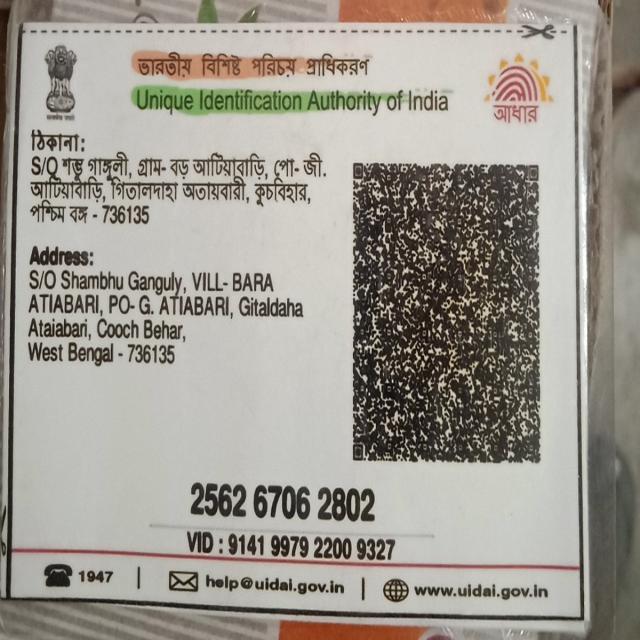 ভারতীয় বিশিষ্ট পরিচয় প্রাধিকরণ
Unique Identification Authority of India
আধার
ঠিকানা:
S/O শম্ভু গাঙ্গুলী, গ্রাম- বড় আটিয়াবাড়ি, পো- জী.
আটিয়াবাড়ি, গিতালদাহা অতায়বারী, কুচবিহার,
পশ্চিম বঙ্গ - 736135
Address:
S/O Shambhu Ganguly, VILL- BARA
ATIABARI, PO- G. ATIABARI, Gitaldaha
Ataiabari, Cooch Behar,
West Bengal - 736135
2562 6706 2802
VID : 9141 9979 2200 9327
1947 | help@uidai.gov.in | www.uidai.gov.in